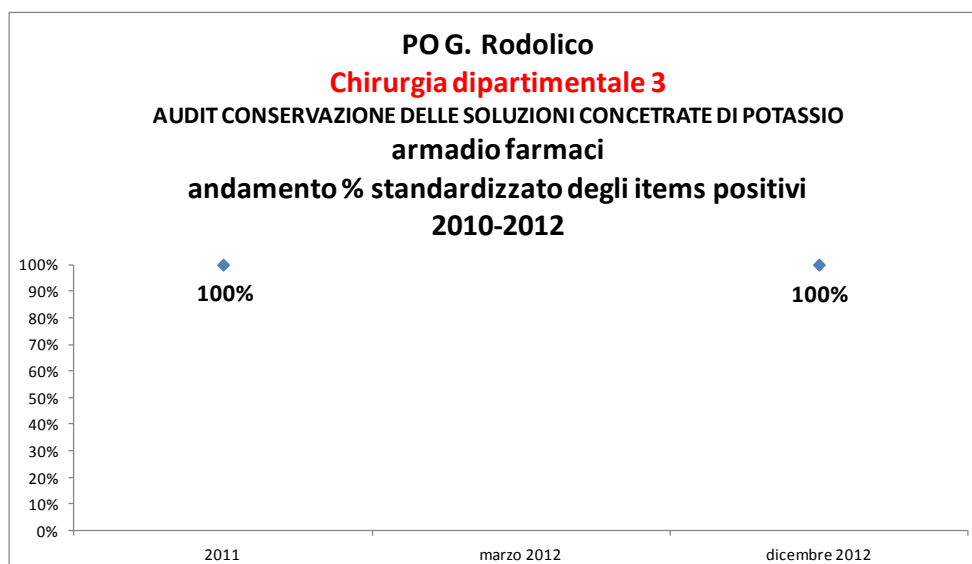 PO G. Rodolico
Chirurgia dipartimentale 3
AUDIT CONSERVAZIONE DELLE SOLUZIONI CONCETRATE DI POTASSIO
armadio farmaci
andamento % standardizzato degli items positivi
2010-2012
100%
90%
80%
70%
60%
50%
40%
30%
20%
10%
0%
100%
100%
2011
marzo 2012
dicembre 2012